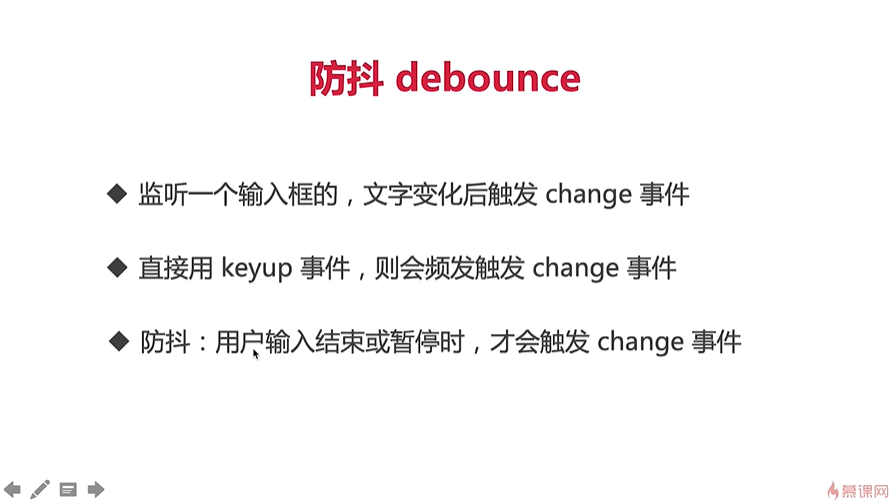 防抖 debounce
◆ 监听一个输入框的，文字变化后触发 change 事件
◆ 直接用 keyup 事件，则会频发触发 change 事件
◆ 防抖：用户输入结束或暂停时，才会触发 change 事件
慕课网